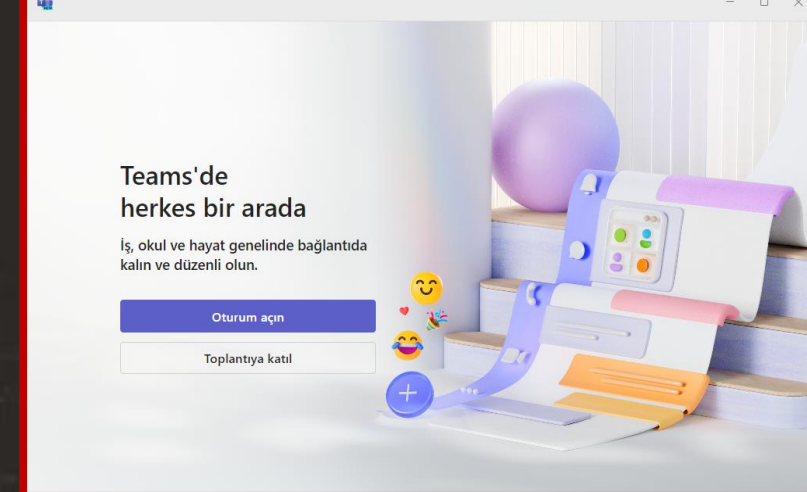 Teams'de
herkes bir arada
İş, okul ve hayat genelinde bağlantıda
kalın ve düzenli olun.
Oturum açın
Toplantıya katıl